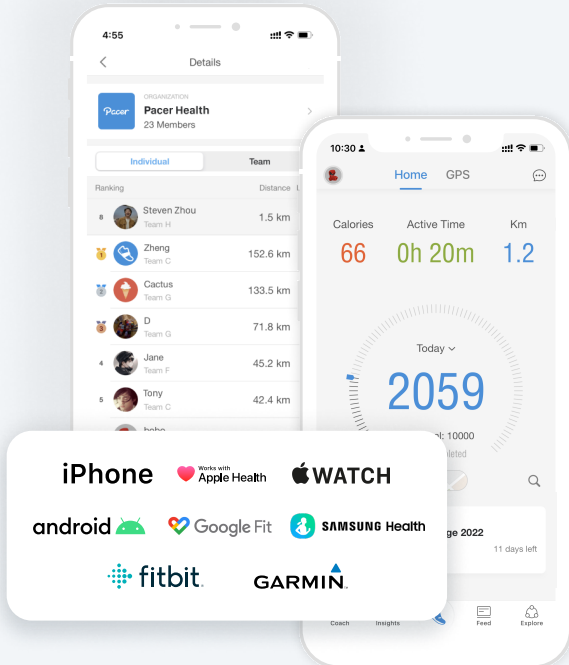 4:55
Details
Pacer
ORGANIZATION
Pacer Health
23 Members
Individual Team
Ranking Distance
8 Steven Zhou 1.5 km
Team H
1 Zheng 152.6 km
Team C
2 Cactus 133.5 km
Team G
3 D 71.8 km
Team G
4 Jane 45.2 km
Team F
5 Tony 42.4 km
Team C
10:30
Home GPS
Calories Active Time Km
66 0h 20m 1.2
Today
2059
10000
2022
11 days left
Coach Insights Feed Explore
iPhone
Works with
Apple Health
WATCH
android
Google Fit
SAMSUNG Health
fitbit
GARMIN